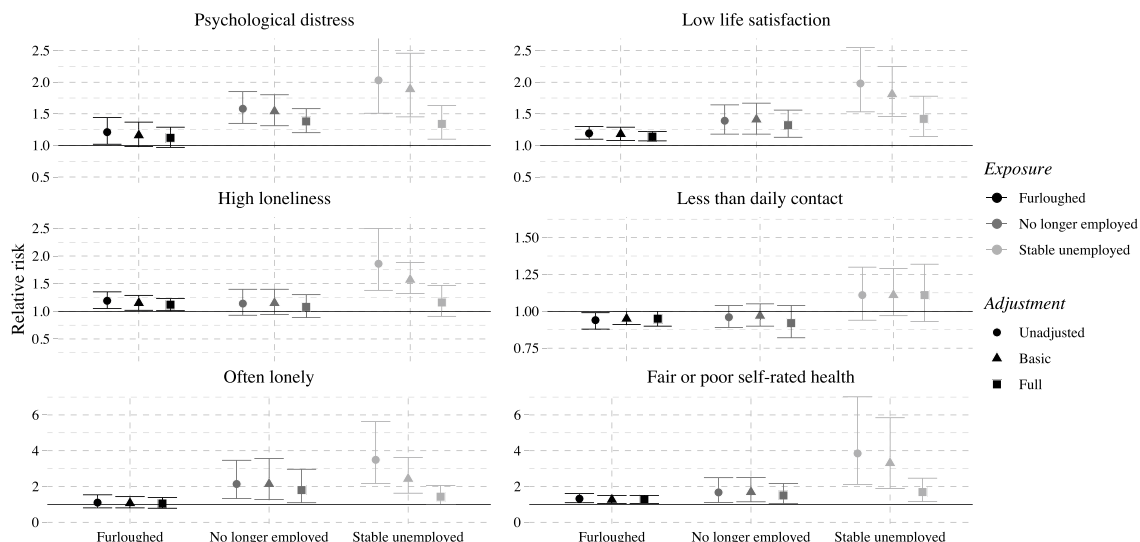 Psychological distress
2.5
2.0
1.5
1.0
0.5
Low life satisfaction
2.5
2.0
1.5
1.0
0.5
High loneliness
2.5
2.0
1.5
1.0
0.5
Less than daily contact
1.50
1.25
1.00
0.75
Often lonely
6
4
2
0
Fair or poor self-rated health
6
4
2
0
Relative risk
Furloughed
No longer employed
Stable unemployed
Furloughed
No longer employed
Stable unemployed
Exposure
Furloughed
No longer employed
Stable unemployed
Adjustment
Unadjusted
Basic
Full